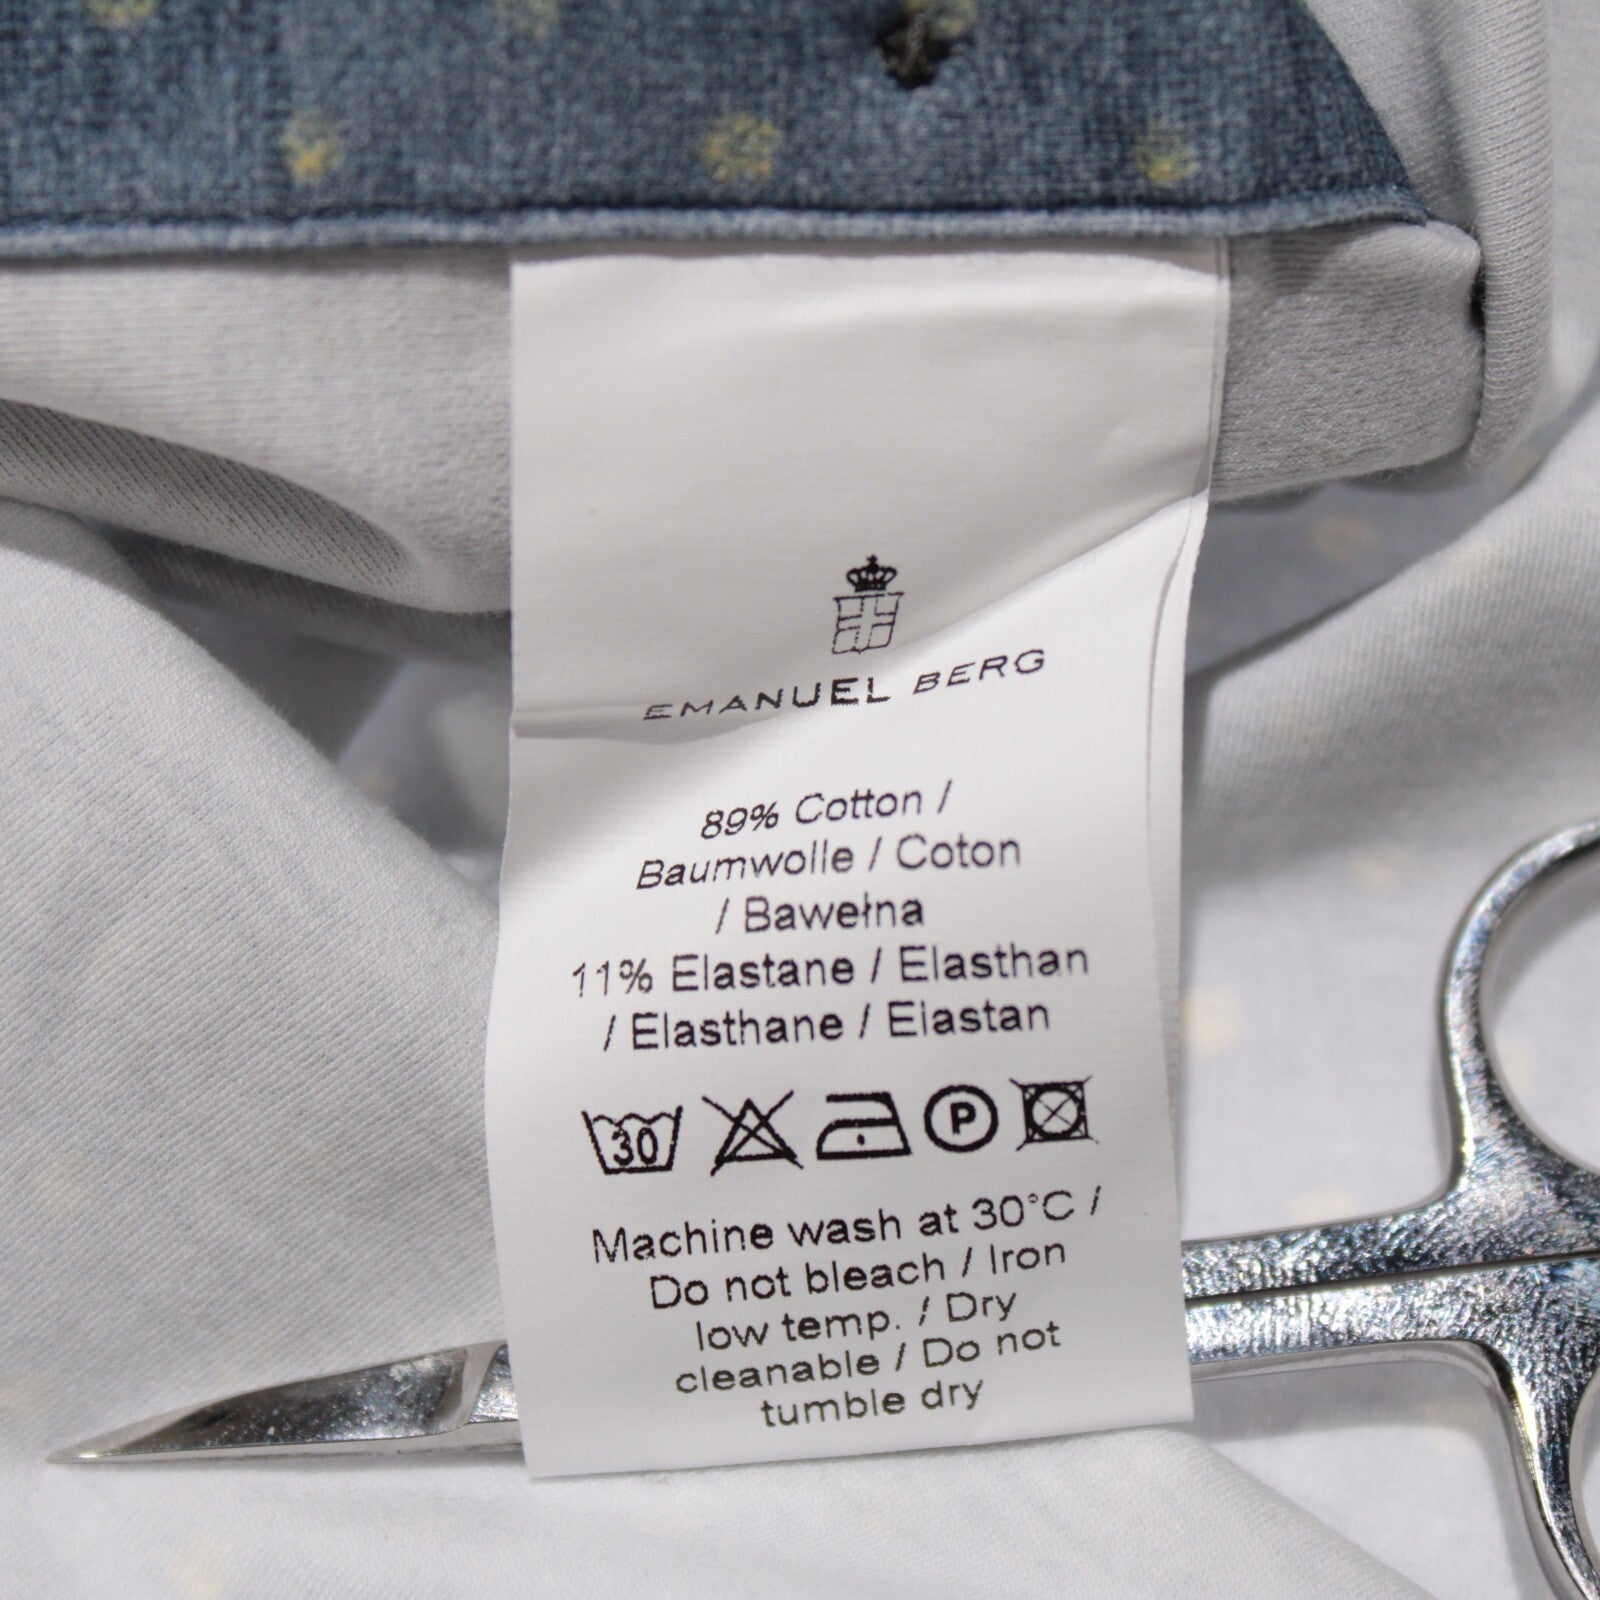 EMANUEL BERG
89% Cotton /
Baumwolle / Coton
/ Bawełna
11% Elastane / Elasthan
/ Elasthane / Elastan
30 P
Machine wash at 30°C /
Do not bleach / Iron
low temp. / Dry
cleanable / Do not
tumble dry